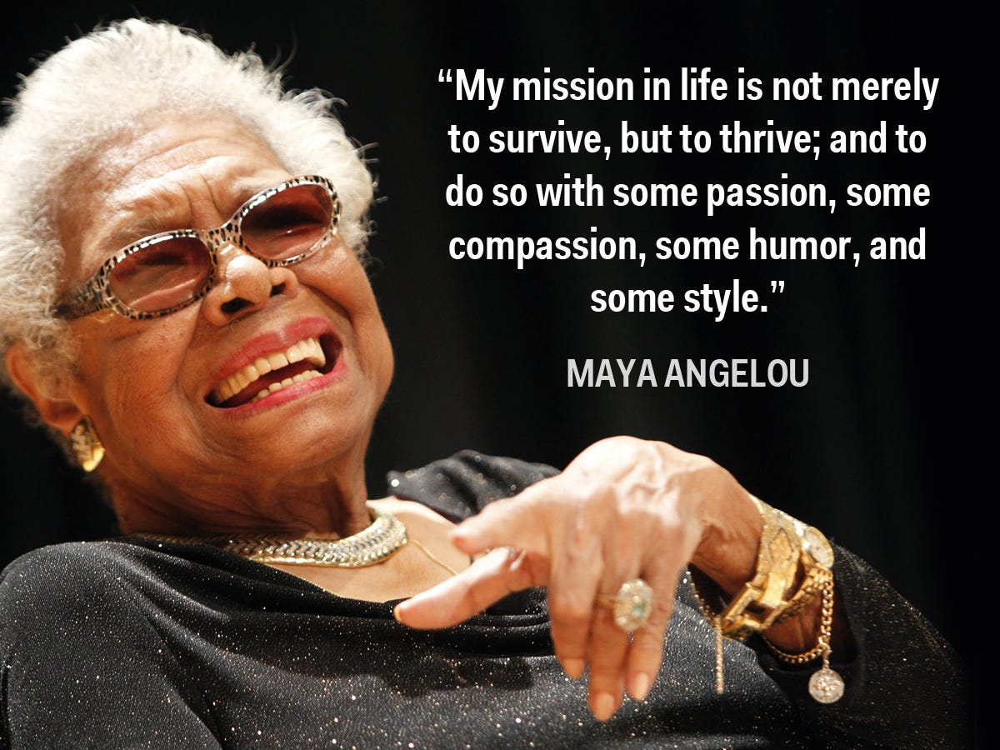 “My mission in life is not merely
to survive, but to thrive; and to
do so with some passion, some
compassion, some humor, and
some style.”
MAYA ANGELOU